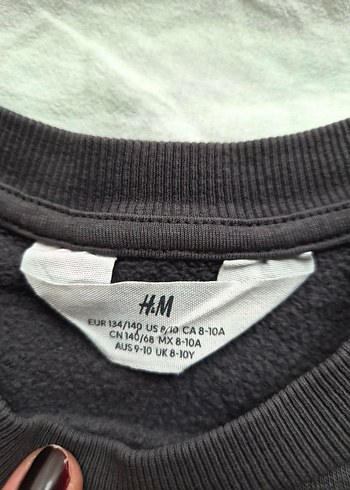 H&M
EUR 134/140 US 8/10 CA 8-10A
CN 140/68 MX 8-10A
AUS 9-10 UK 8-10Y